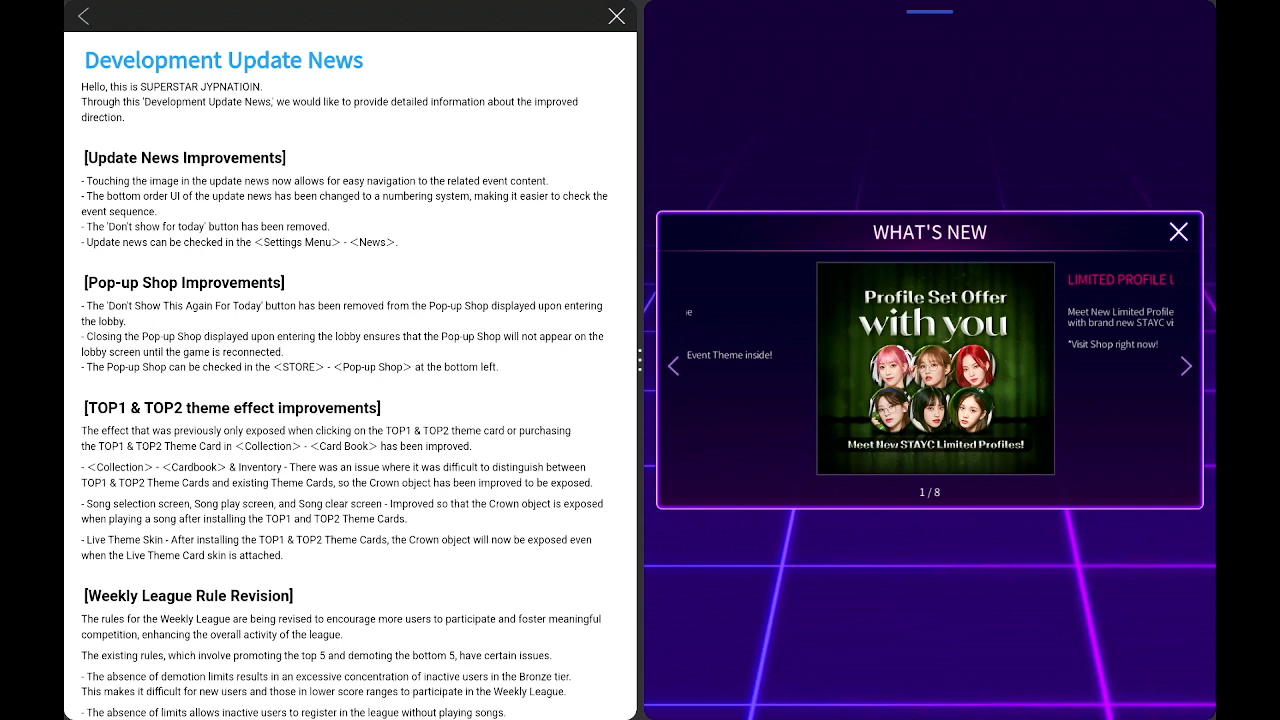 Development Update News
Hello, this is SUPERSTAR JYPNATIOIN.
Through this 'Development Update News,' we would like to provide detailed information about the improved
direction.
[Update News Improvements]
- Touching the image in the update news now allows for easy navigation to the related event content.
- The bottom order UI of the update news has been changed to a numbering system, making it easier to check the
event sequence.
- The 'Don't show for today' button has been removed.
- Update news can be checked in the <Settings Menu> - <News>.
[Pop-up Shop Improvements]
- The 'Don't Show This Again For Today' button has been removed from the Pop-up Shop displayed upon entering
the lobby.
- Closing the Pop-up Shop displayed upon entering the lobby ensures that the Pop-up Shop will not appear on the
lobby screen until the game is reconnected.
- The Pop-up Shop can be checked in the <STORE> - <Pop-up Shop> at the bottom left.
[TOP1 & TOP2 theme effect improvements]
The effect that was previously only exposed when clicking on the TOP1 & TOP2 theme card or purchasing
the TOP1 & TOP2 Theme Card in <Collection> - <Card Book> has been improved.
- <Collection> - <Cardbook> & Inventory - There was an issue where it was difficult to distinguish between
TOP1 & TOP2 Theme Cards and existing Theme Cards, so the Crown object has been improved to be exposed.
- Song selection screen, Song play screen, and Song clear screen - Improved so that the Crown object is exposed
when playing a song after installing the TOP1 and TOP2 Theme Cards.
- Live Theme Skin - After installing the TOP1 & TOP2 Theme Cards, the Crown object will now be exposed even
when the Live Theme Card skin is attached.
[Weekly League Rule Revision]
The rules for the Weekly League are being revised to encourage more users to participate and foster meaningful
competition, enhancing the overall activity of the league.
The existing rules, which involve promoting the top 5 and demoting the bottom 5, have certain issues.
- The absence of demotion limits results in an excessive concentration of inactive users in the Bronze tier.
This makes it difficult for new users and those in lower score ranges to participate in the Weekly League.
- The absence of limits allows inactive users to register in the league without playing songs.
WHAT'S NEW
Event Theme inside!
Profile Set Offer
with you
Meet New STAYC Limited Profiles!
LIMITED PROFILE
Meet New Limited Profile
with brand new STAYC
*Visit Shop right now!
1 / 8